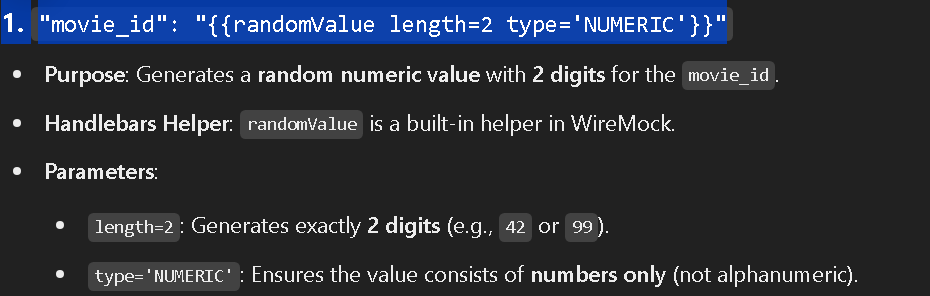 1. "movie_id": "{{randomValue length=2 type='NUMERIC'}}"
• Purpose: Generates a random numeric value with 2 digits for the movie_id.
• Handlebars Helper: randomValue is a built-in helper in WireMock.
• Parameters:
• length=2: Generates exactly 2 digits (e.g., 42 or 99).
• type='NUMERIC': Ensures the value consists of numbers only (not alphanumeric).